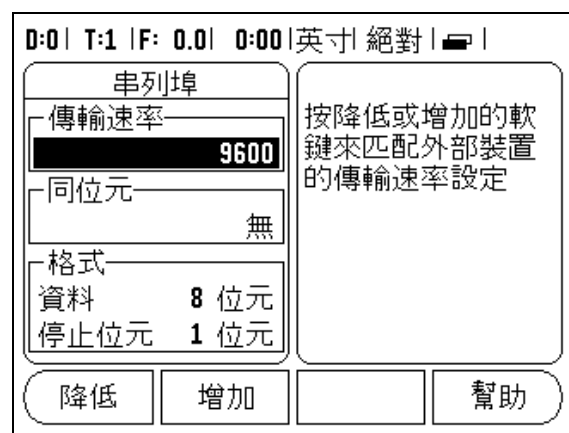 D:0 | T:1 | F: 0.0 | 0:00 | 英寸 | 絕對 |
串列埠
傳輸速率
9600
同位元
無
格式
資料 8 位元
停止位元 1 位元
按降低或增加的軟
鍵來匹配外部裝置
的傳輸速率設定
降低 增加 幫助